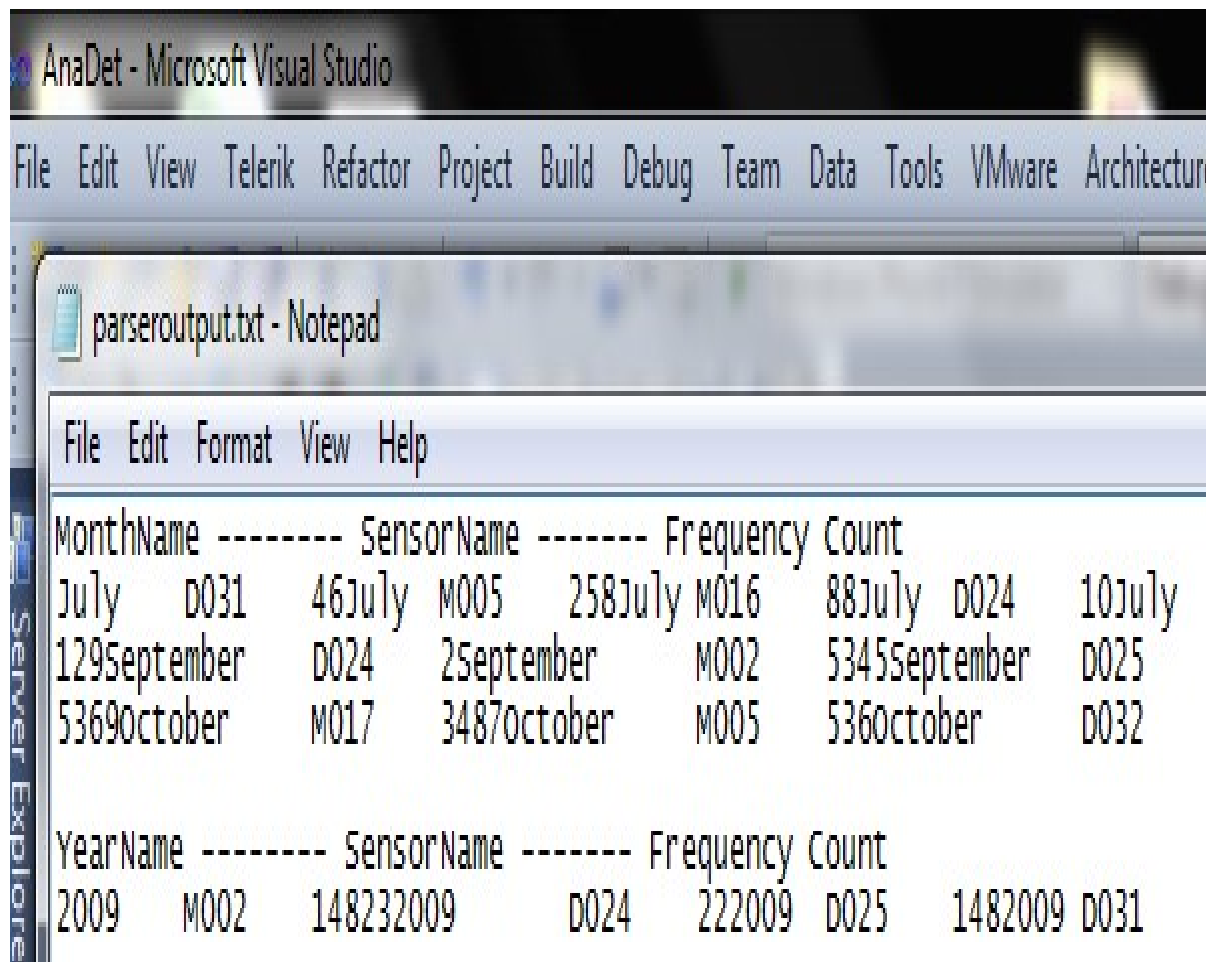 AnaDet - Microsoft Visual Studio
File Edit View Telerik Refactor Project Build Debug Team Data Tools VMware Architecture
parseroutput.txt - Notepad
File Edit Format View Help
MonthName -------- SensorName ------- Frequency Count
July D031 46July M005 258July M016 88July D024 10July
129September D024 2September M002 5345September D025
5369October M017 3487October M005 536October D032
YearName -------- SensorName ------- Frequency Count
2009 M002 148232009 D024 222009 D025 1482009 D031
Server Explore